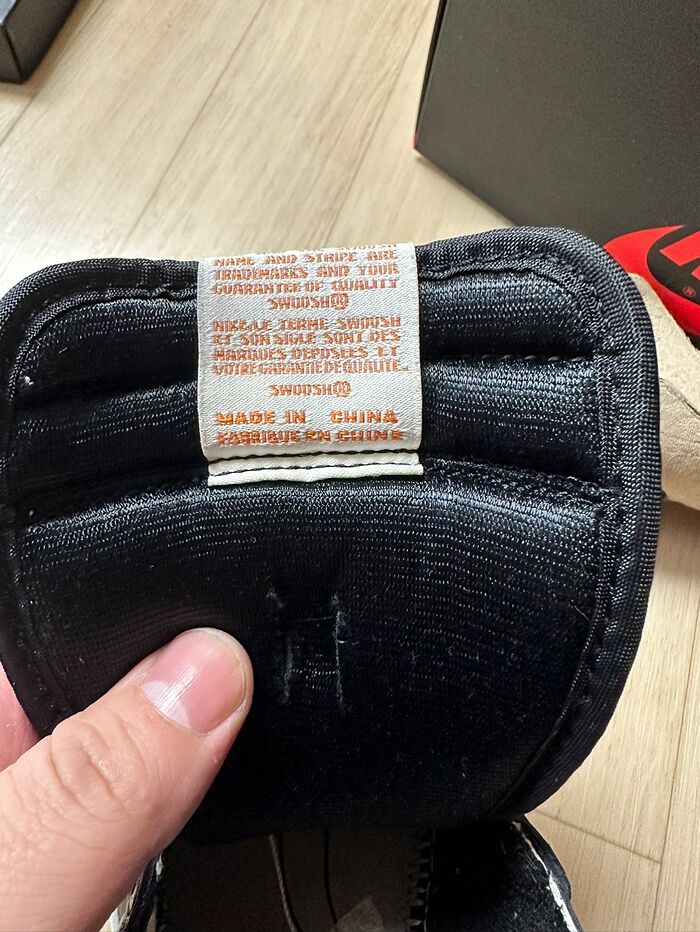 NAME AND STRIPE ARE
TRADEMARKS AND YOUR
GUARANTEE OF QUALITY
SWOOSH®
NIKE.LE TERME SWOOSH
ET SON SIGLE SONT DES
MARQUES DEPOSEES ET
VOTRE GARANTIE DE QUALITE.
SWOOSH®
MADE IN CHINA
FABRIQUE EN CHINE